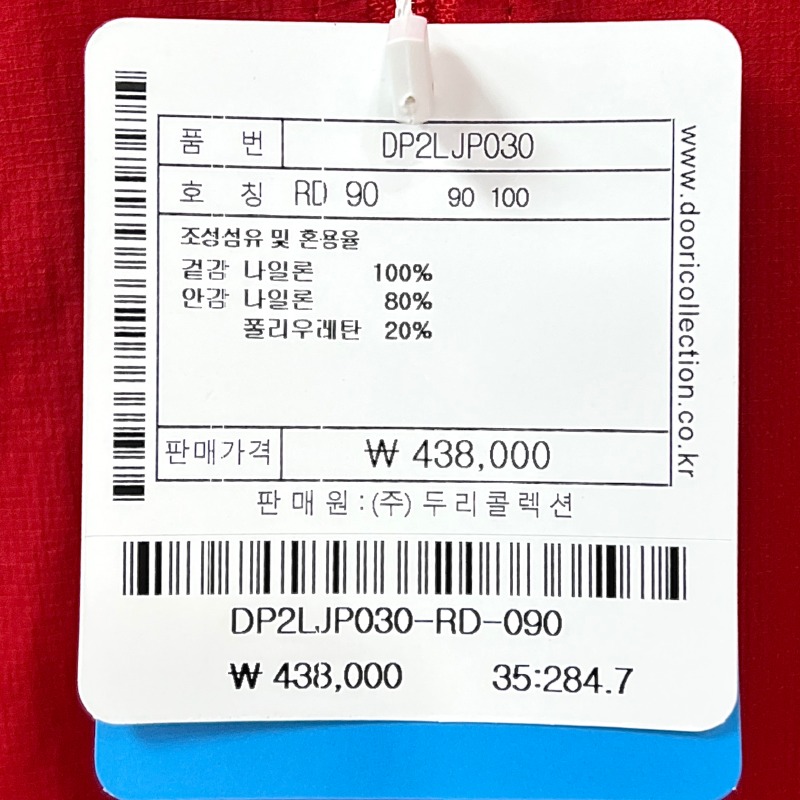 품 번 DP2LJP030
호 칭 RD 90 90 100
조성섬유 및 혼용율
겉감 나일론 100%
안감 나일론 80%
폴리우레탄 20%
판매가격 ₩ 438,000
판매원 : (주) 두리콜렉션
www.dooricollection.co.kr
DP2LJP030-RD-090
₩ 438,000 35:284.7